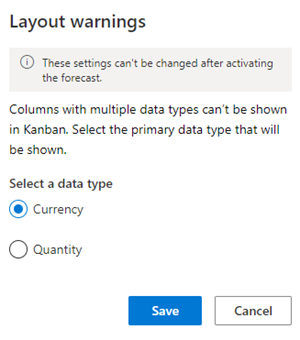 Layout warnings
These settings can't be changed after activating
the forecast.
Columns with multiple data types can't be shown
in Kanban. Select the primary data type that will
be shown.
Select a data type
Currency
Quantity
Save Cancel